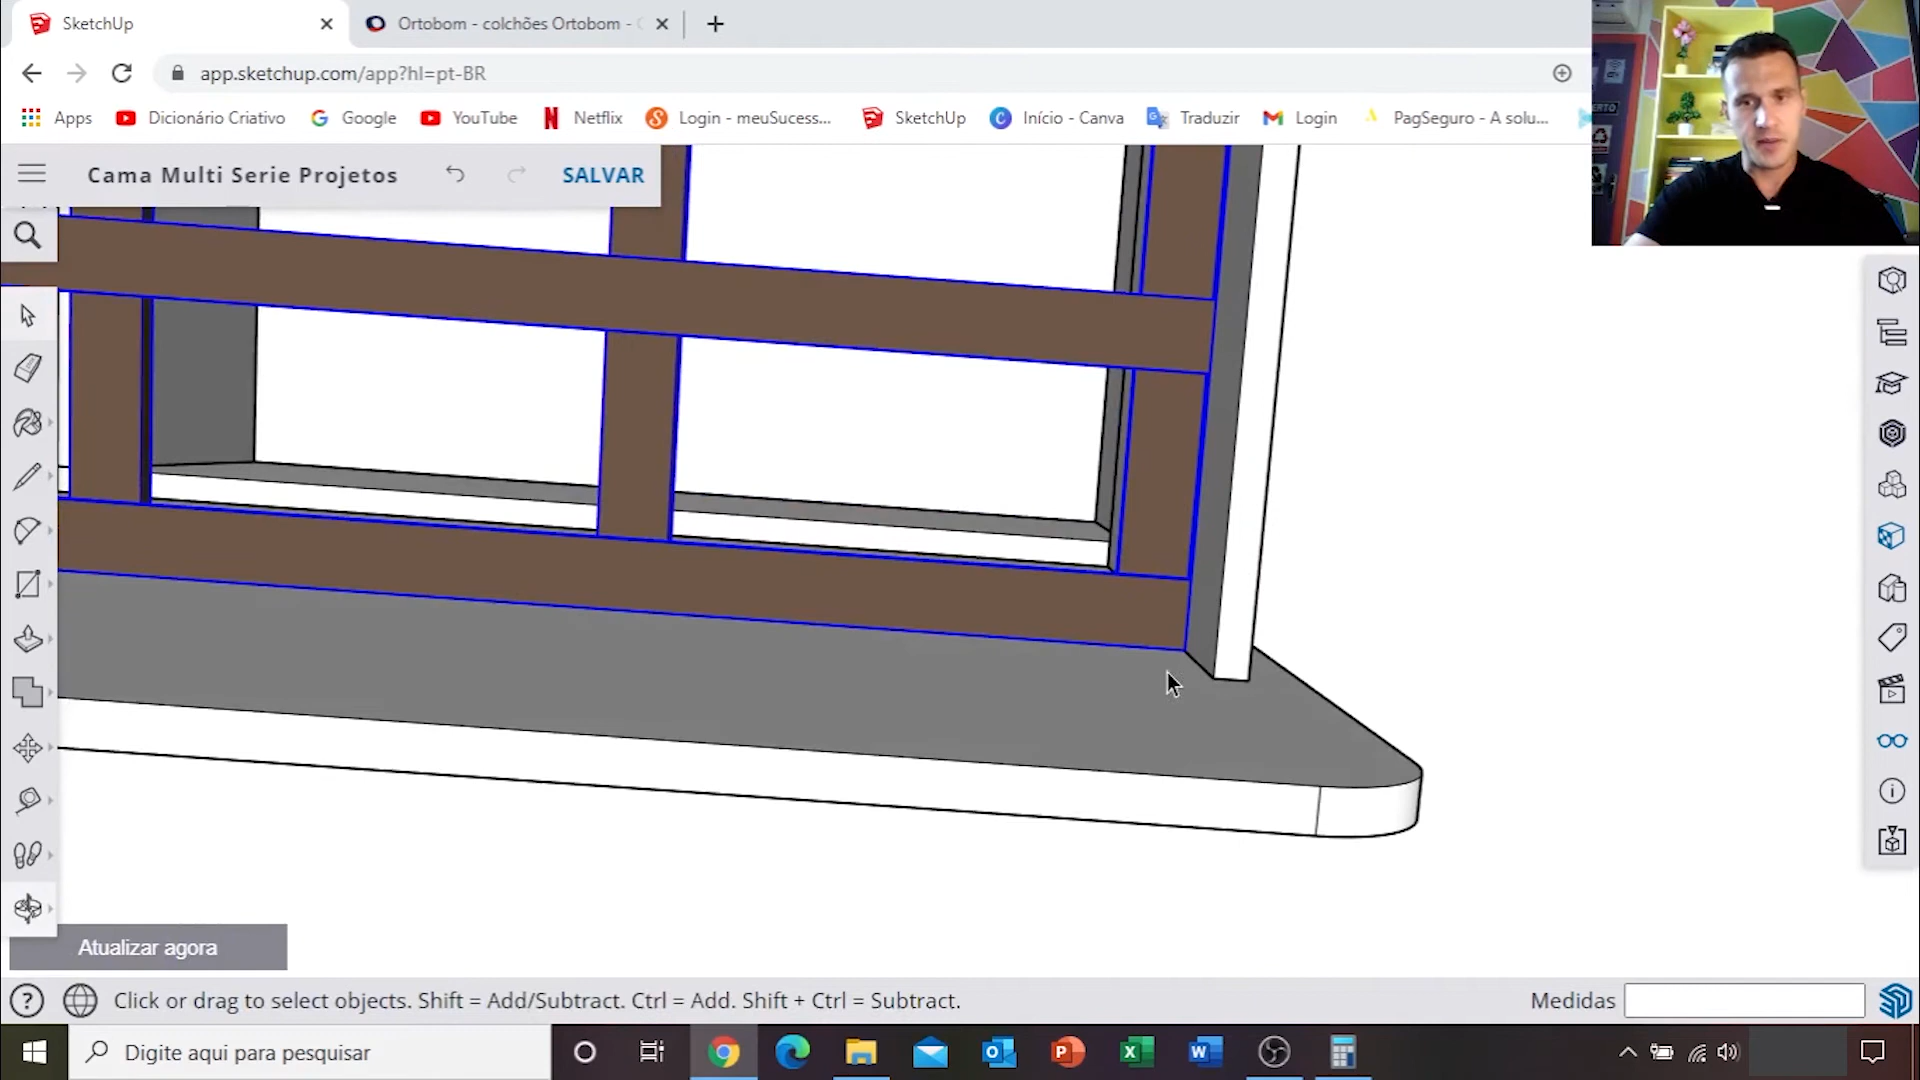 SketchUp
Ortobom - colchões Ortobom -
app.sketchup.com/app?hl=pt-BR
Apps
Dicionário Criativo
Google
YouTube
Netflix
Login - meuSucess...
SketchUp
Início - Canva
Traduzir
Login
PagSeguro - A solu...
Cama Multi Serie Projetos
SALVAR
Atualizar agora
Click or drag to select objects. Shift = Add/Subtract. Ctrl = Add. Shift + Ctrl = Subtract.
Medidas
Digite aqui para pesquisar